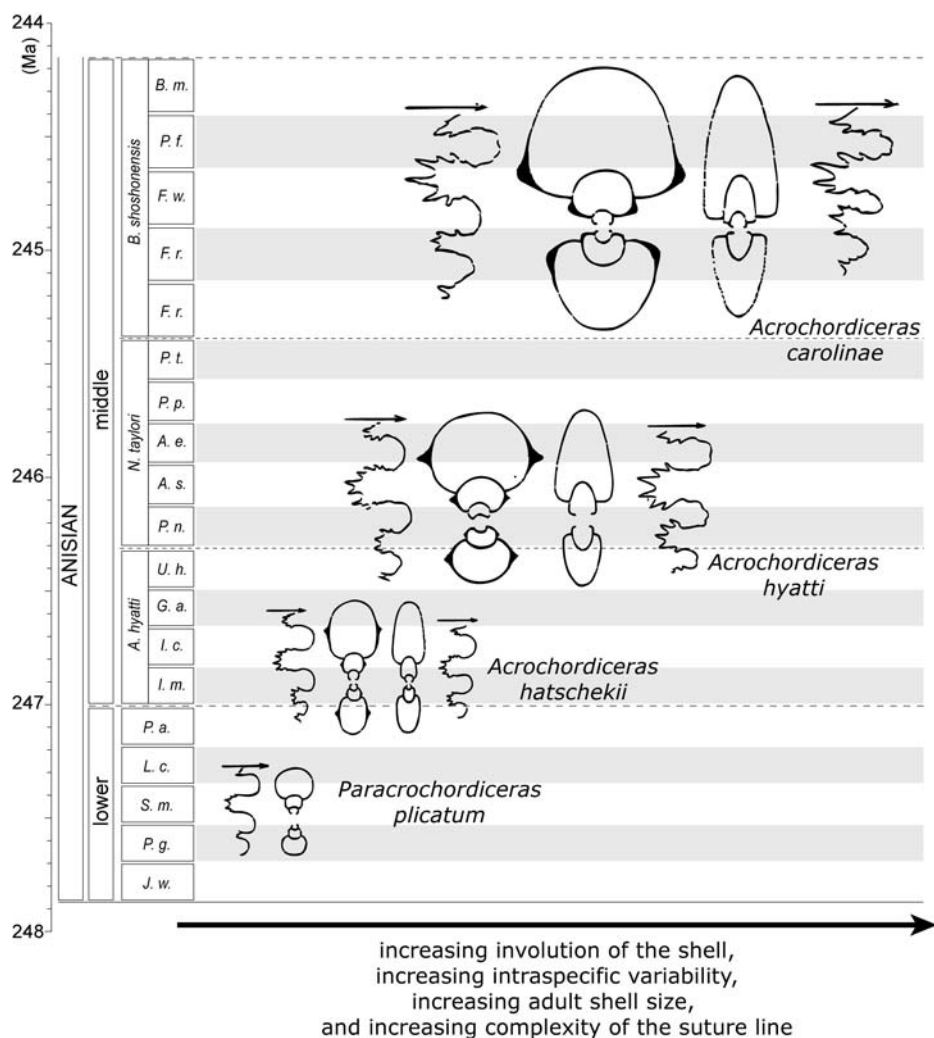 244
(Ma)
245
246
247
248
ANISIAN
middle
lower
B. shoshonensis
N. taylori
A. hyatti
B. m.
P. f.
F. w.
F. r.
F. r.
P. t.
P. p.
A. e.
A. s.
P. n.
U. h.
G. a.
I. c.
I. m.
P. a.
L. c.
S. m.
P. g.
J. w.
Acrochordiceras
carolinae
Acrochordiceras
hyatti
Acrochordiceras
hatschekii
Paracrochordiceras
plicatum
increasing involution of the shell,
increasing intraspecific variability,
increasing adult shell size,
and increasing complexity of the suture line